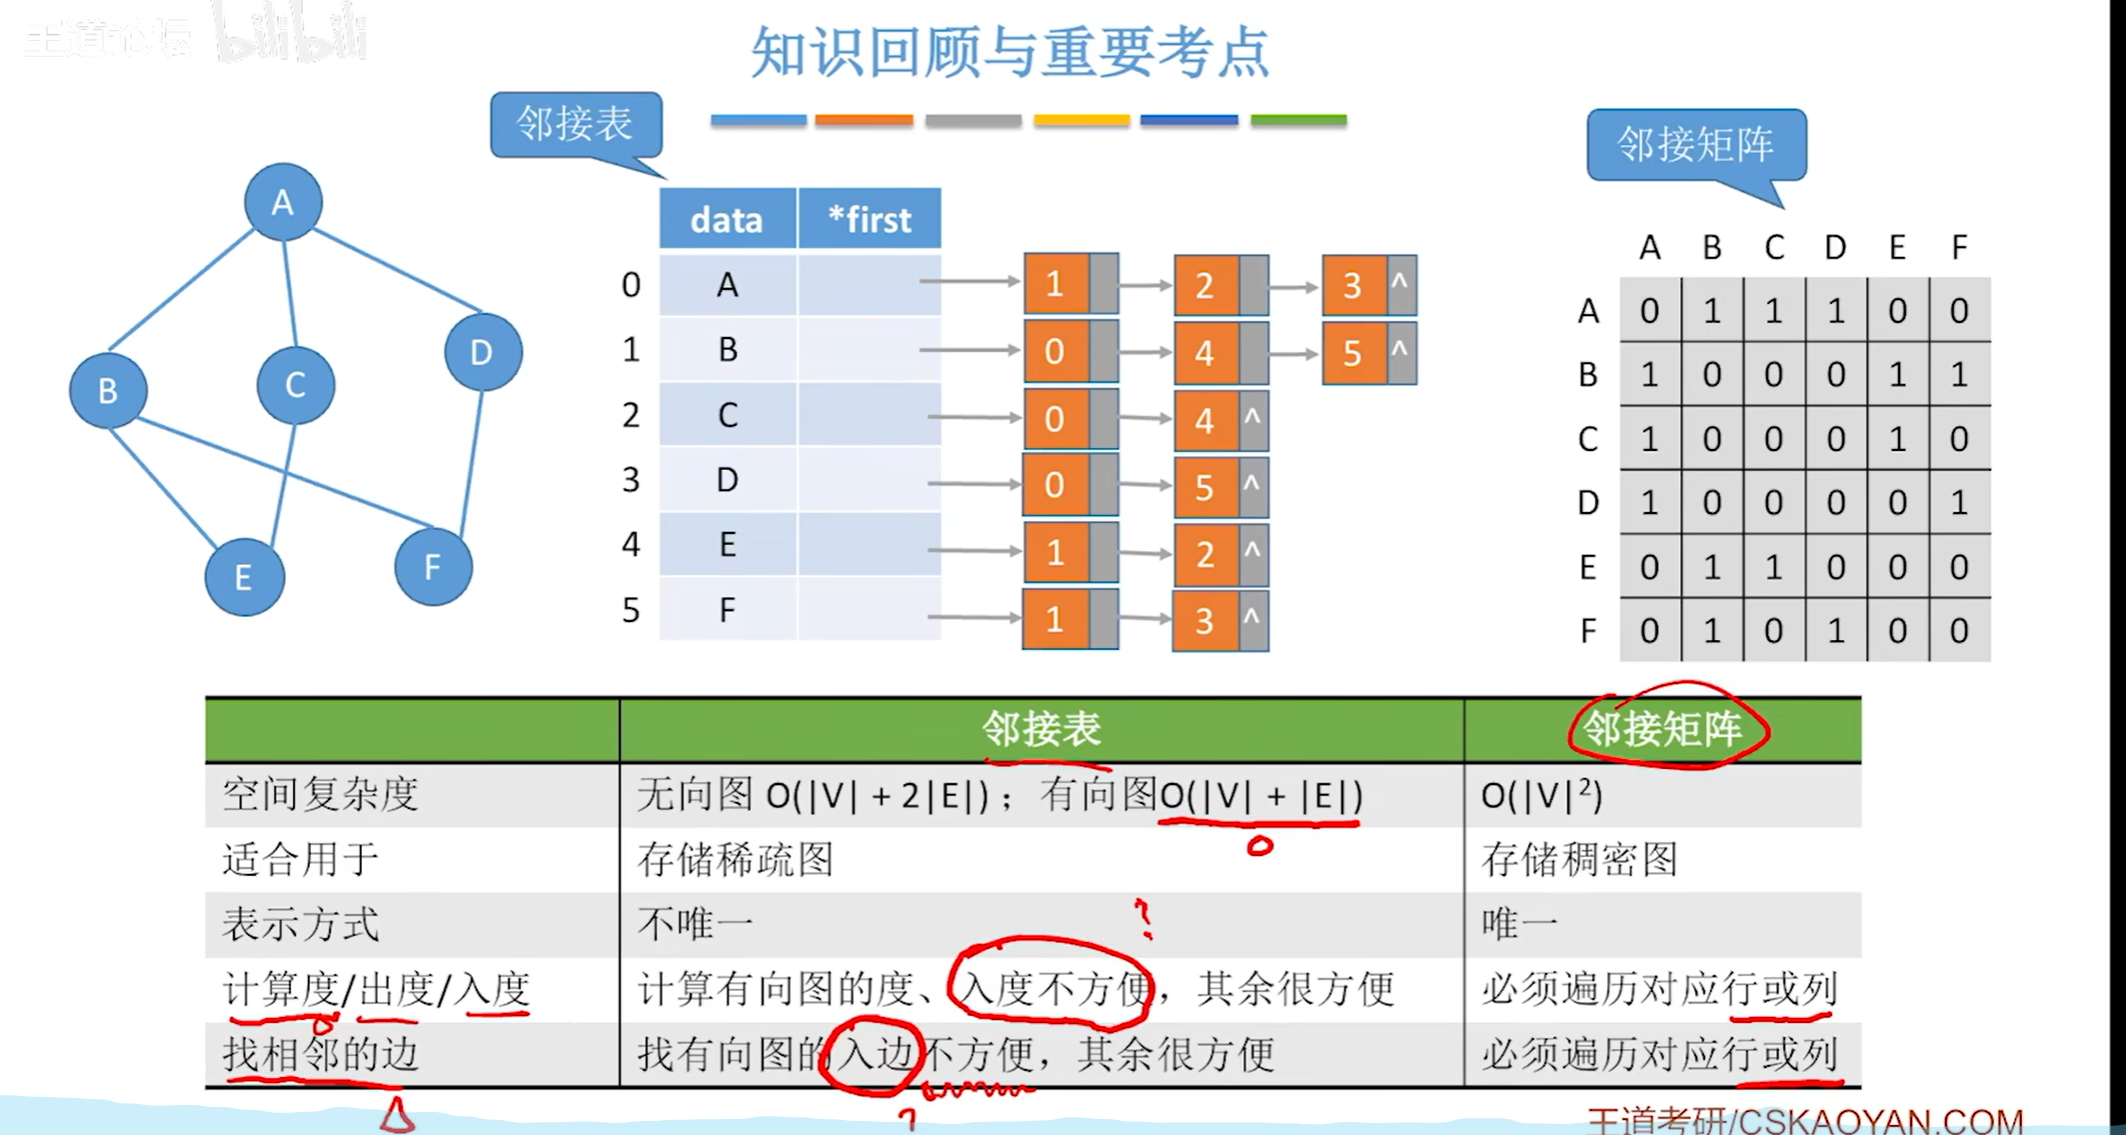 王道论坛 bilibili
知识回顾与重要考点
邻接表
邻接矩阵
A
B
C
D
E
F
data *first
0 A 1 2 3 ^
1 B 0 4 5 ^
2 C 0 4 ^
3 D 0 5 ^
4 E 1 2 ^
5 F 1 3 ^
A B C D E F
A 0 1 1 1 0 0
B 1 0 0 0 1 1
C 1 0 0 0 1 0
D 1 0 0 0 0 1
E 0 1 1 0 0 0
F 0 1 0 1 0 0
邻接表 邻接矩阵
空间复杂度 无向图 O(|V| + 2|E|)；有向图O(|V| + |E|) O(|V|²)
适合用于 存储稀疏图 存储稠密图
表示方式 不唯一 唯一
?
计算度/出度/入度 计算有向图的度、入度不方便，其余很方便 必须遍历对应行或列
找相邻的边 找有向图的入边不方便，其余很方便 必须遍历对应行或列
?
王道考研/CSKAOYAN.COM